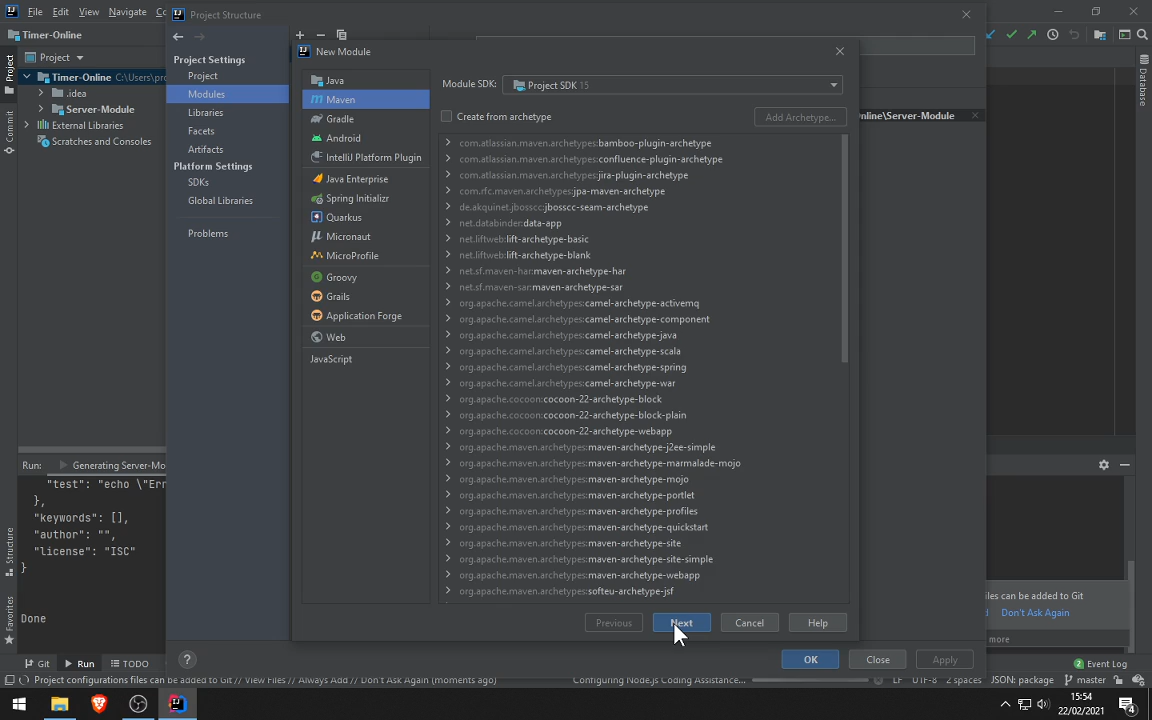 File Edit View Navigate Co
Project Structure
Timer-Online
New Module
Project
Timer-Online C:\Users\pro
.idea
Server-Module
External Libraries
Scratches and Consoles
Project
Commit
Structure
Favorites
Database
Project Settings
Project
Modules
Libraries
Facets
Artifacts
Platform Settings
SDKs
Global Libraries
Problems
Java
Maven
Gradle
Android
IntelliJ Platform Plugin
Java Enterprise
Spring Initializr
Quarkus
Micronaut
MicroProfile
Groovy
Grails
Application Forge
Web
JavaScript
Module SDK: Project SDK 15
Create from archetype Add Archetype...
nline\Server-Module
com.atlassian.maven.archetypes:bamboo-plugin-archetype
com.atlassian.maven.archetypes:confluence-plugin-archetype
com.atlassian.maven.archetypes:jira-plugin-archetype
com.rfc.maven.archetypes:jpa-maven-archetype
de.akquinet.jbosscc:jbosscc-seam-archetype
net.databinder:data-app
net.liftweb:lift-archetype-basic
net.liftweb:lift-archetype-blank
net.sf.maven-har:maven-archetype-har
net.sf.maven-sar:maven-archetype-sar
org.apache.camel.archetypes:camel-archetype-activemq
org.apache.camel.archetypes:camel-archetype-component
org.apache.camel.archetypes:camel-archetype-java
org.apache.camel.archetypes:camel-archetype-scala
org.apache.camel.archetypes:camel-archetype-spring
org.apache.camel.archetypes:camel-archetype-war
org.apache.cocoon:cocoon-22-archetype-block
org.apache.cocoon:cocoon-22-archetype-block-plain
org.apache.cocoon:cocoon-22-archetype-webapp
org.apache.maven.archetypes:maven-archetype-j2ee-simple
org.apache.maven.archetypes:maven-archetype-marmalade-mojo
org.apache.maven.archetypes:maven-archetype-mojo
org.apache.maven.archetypes:maven-archetype-portlet
org.apache.maven.archetypes:maven-archetype-profiles
org.apache.maven.archetypes:maven-archetype-quickstart
org.apache.maven.archetypes:maven-archetype-site
org.apache.maven.archetypes:maven-archetype-site-simple
org.apache.maven.archetypes:maven-archetype-webapp
org.apache.maven.archetypes:softeu-archetype-jsf
Previous Next Cancel Help
OK Close Apply
Run: Generating Server-Mo
"test": "echo \"Err
},
"keywords": [],
"author": "",
"license": "ISC"
}
Done
iles can be added to Git
d Don't Ask Again
more
Git Run TODO
2 Event Log
Project configurations files can be added to Git // View Files // Always Add // Don't Ask Again (moments ago) Configuring Node.js Coding Assistance... LF UTF-8 2 spaces JSON: package master
15:54
22/02/2021
4